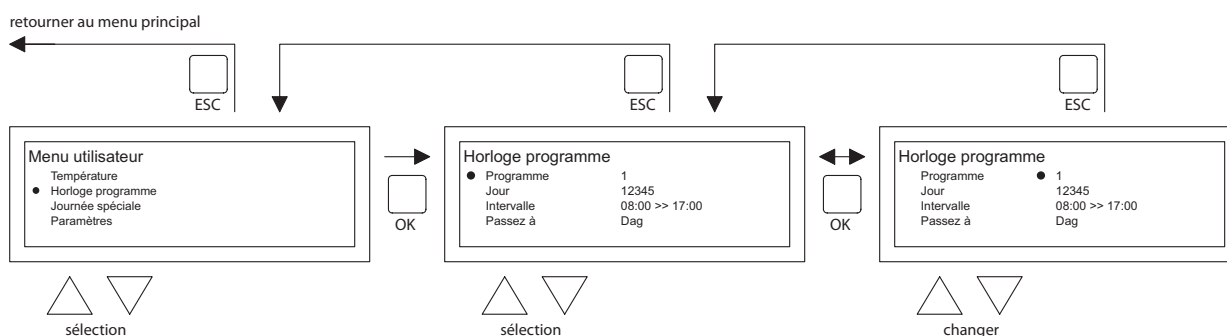 retourner au menu principal
ESC
ESC
ESC
Menu utilisateur
Température
● Horloge programme
Journée spéciale
Paramètres
OK
Horloge programme
● Programme 1
Jour 12345
Intervalle 08:00 >> 17:00
Passez à Dag
OK
Horloge programme
Programme ● 1
Jour 12345
Intervalle 08:00 >> 17:00
Passez à Dag
sélection
sélection
changer